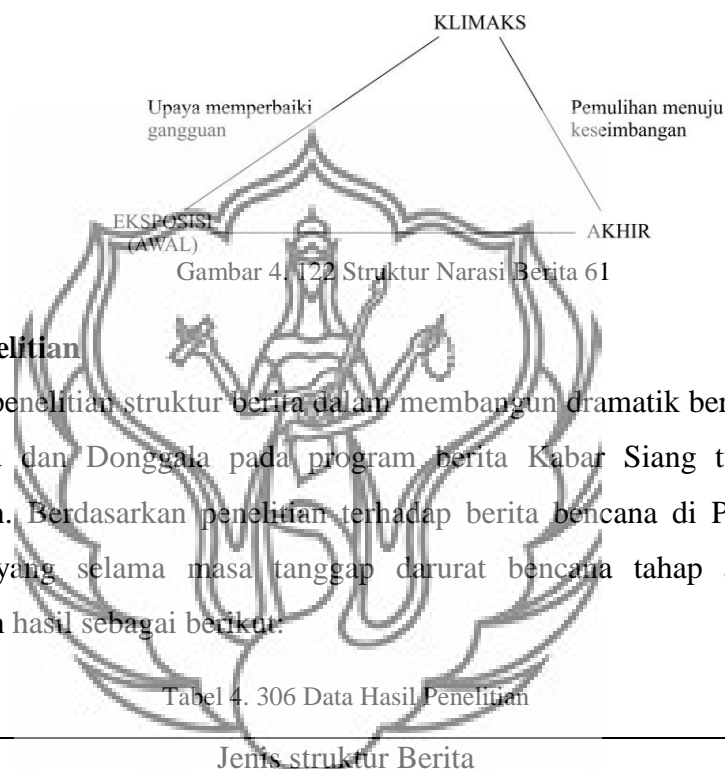 KLIMAKS
Upaya memperbaiki
gangguan
Pemulihan menuju
keseimbangan
EKSPOSISI
(AWAL)
AKHIR
Gambar 4. 122 Struktur Narasi Berita 61
penelitian struktur berita dalam membangun dramatik
dan Donggala pada program berita Kabar Siang
Berdasarkan penelitian terhadap berita bencana di
yang selama masa tanggap darurat bencana tahap
hasil sebagai berikut:
Tabel 4. 306 Data Hasil Penelitian
Jenis struktur Berita